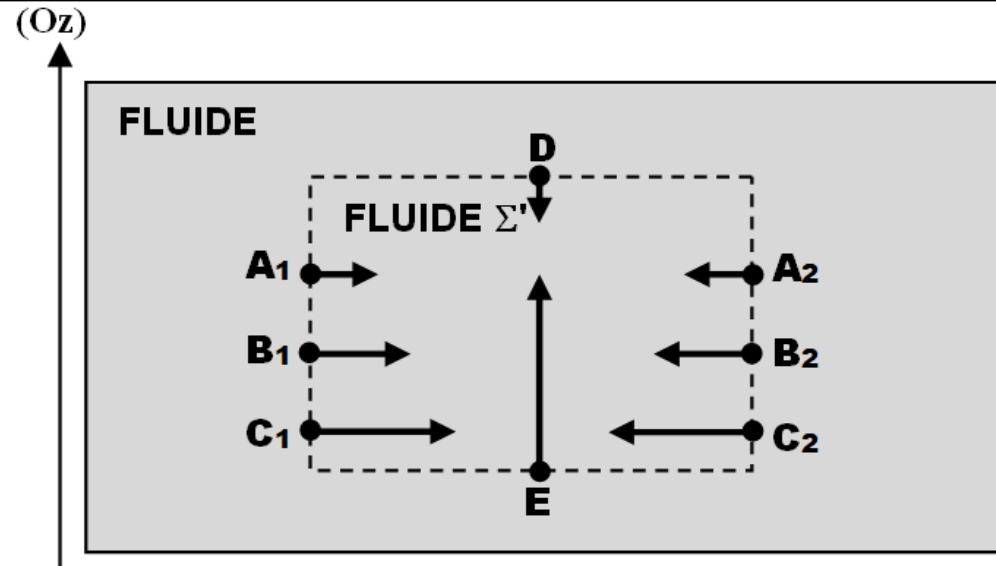 (Oz)
FLUIDE
D
FLUIDE Σ'
A1
A2
B1
B2
C1
C2
E